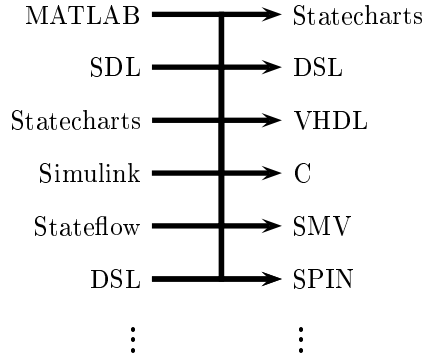 MATLAB Statecharts
SDL DSL
Statecharts VHDL
Simulink C
Stateflow SMV
DSL SPIN
⋮ ⋮